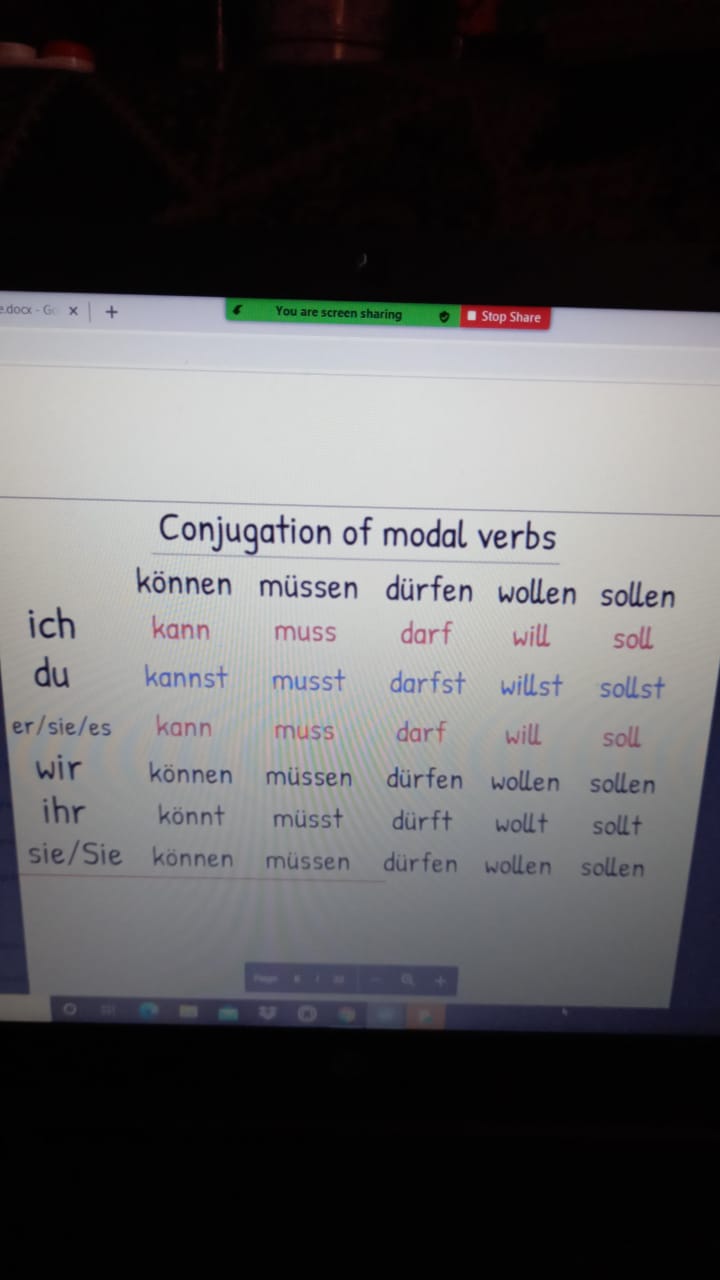 e.docx - Go
You are screen sharing
Stop Share
Conjugation of modal verbs
können müssen dürfen wollen sollen
ich kann muss darf will soll
du kannst musst darfst willst sollst
er/sie/es kann muss darf will soll
wir können müssen dürfen wollen sollen
ihr könnt müsst dürft wollt sollt
sie/Sie können müssen dürfen wollen sollen
Page